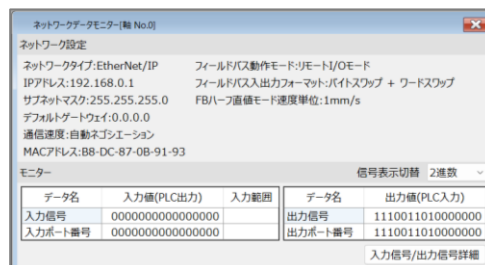 ネットワークデータモニター[軸 No.0]
ネットワーク設定
ネットワークタイプ:EtherNet/IP フィールドバス動作モード:リモートI/Oモード
IPアドレス:192.168.0.1 フィールドバス入出力フォーマット:バイトスワップ + ワードスワップ
サブネットマスク:255.255.255.0 FBハーフ直値モード速度単位:1mm/s
デフォルトゲートウェイ:0.0.0.0
通信速度:自動ネゴシエーション
MACアドレス:B8-DC-87-0B-91-93
モニター 信号表示切替 2進数
データ名 入力値(PLC出力) 入力範囲 データ名 出力値(PLC入力)
入力信号 0000000000000000 出力信号 1110011010000000
入力ポート番号 0000000000000000 出力ポート番号 1110011010000000
入力信号/出力信号詳細